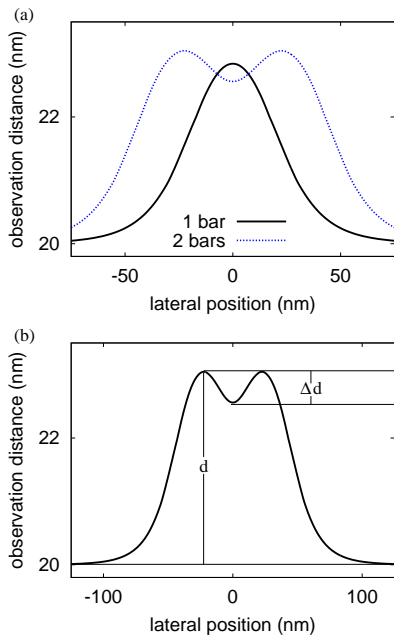 (a)
observation distance (nm)
22
20
1 bar
2 bars
-50
0
50
lateral position (nm)
(b)
observation distance (nm)
22
20
Δd
d
-100
0
100
lateral position (nm)